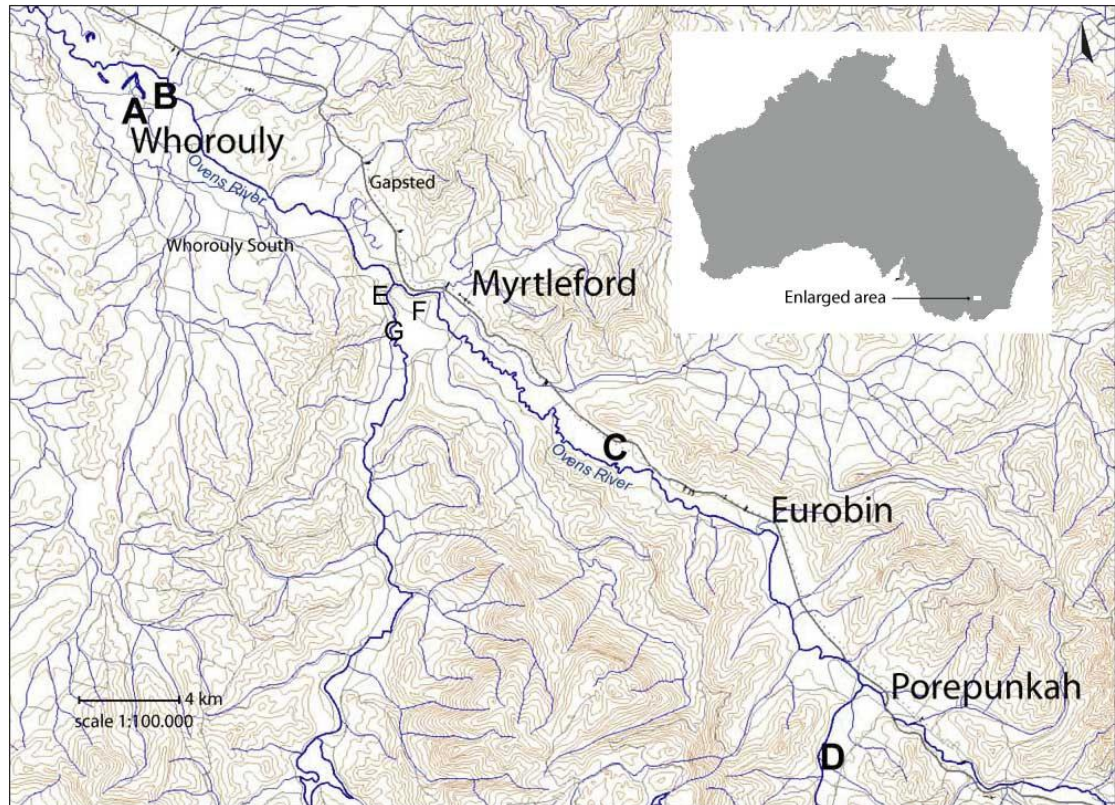 B
A
Whorouly
Ovens River
Gapsted
Whorouly South
Myrtleford
E
F
G
Enlarged area
C
Ovens River
Eurobin
Porepunkah
4 km
scale 1:100.000
D